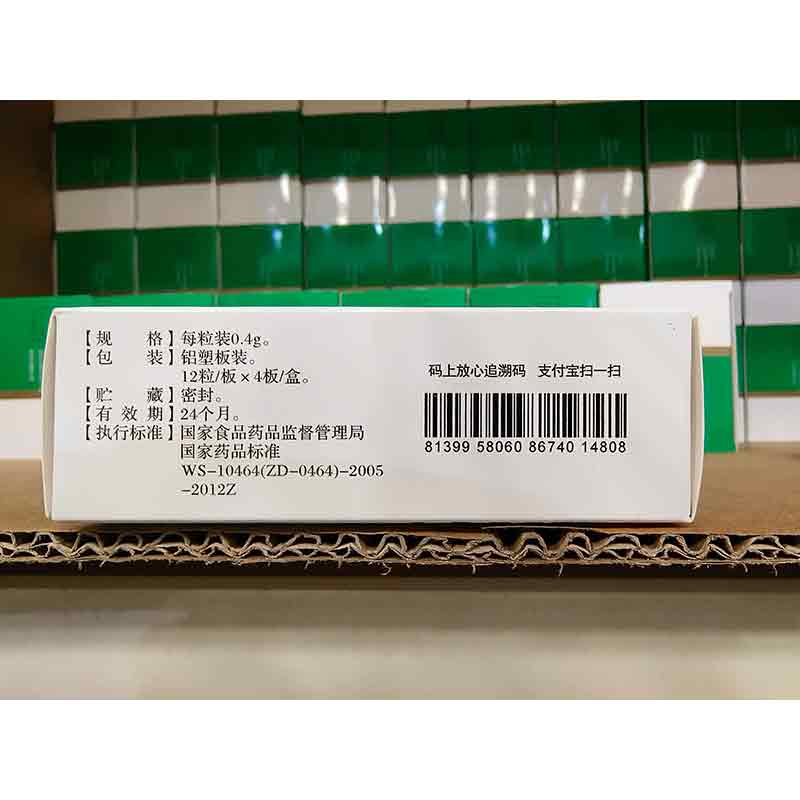 【规 格】每粒装0.4g。
【包 装】铝塑板装。
12粒/板×4板/盒。
【贮 藏】密封。
【有 效 期】24个月。
【执行标准】国家食品药品监督管理局
国家药品标准
WS-10464(ZD-0464)-2005
-2012Z
码上放心追溯码 支付宝扫一扫
81399 58060 86740 14808